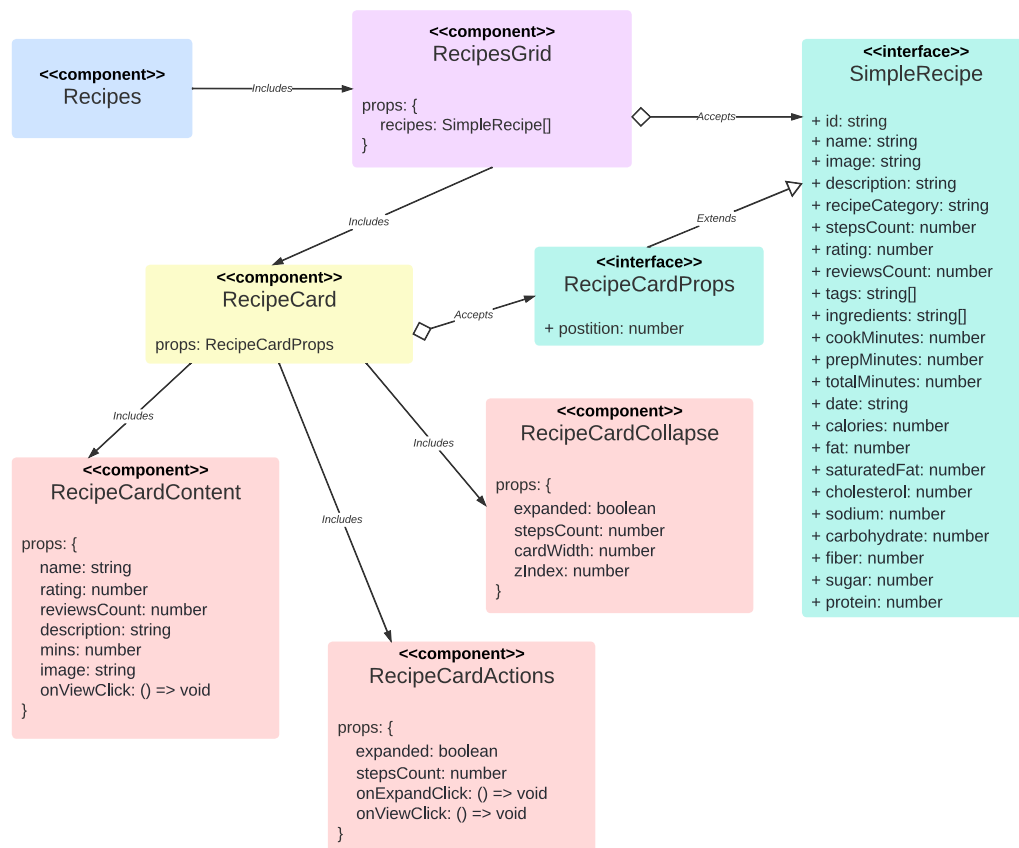 <<component>>
Recipes
Includes
<<component>>
RecipesGrid
props: {
recipes: SimpleRecipe[]
}
Accepts
<<interface>>
SimpleRecipe
+ id: string
+ name: string
+ image: string
+ description: string
+ recipeCategory: string
+ stepsCount: number
+ rating: number
+ reviewsCount: number
+ tags: string[]
+ ingredients: string[]
+ cookMinutes: number
+ prepMinutes: number
+ totalMinutes: number
+ date: string
+ calories: number
+ fat: number
+ saturatedFat: number
+ cholesterol: number
+ sodium: number
+ carbohydrate: number
+ fiber: number
+ sugar: number
+ protein: number
Includes
Extends
<<component>>
RecipeCard
props: RecipeCardProps
Accepts
<<interface>>
RecipeCardProps
+ postition: number
Includes
Includes
Includes
<<component>>
RecipeCardContent
props: {
name: string
rating: number
reviewsCount: number
description: string
mins: number
image: string
onViewClick: () => void
}
<<component>>
RecipeCardCollapse
props: {
expanded: boolean
stepsCount: number
cardWidth: number
zIndex: number
}
<<component>>
RecipeCardActions
props: {
expanded: boolean
stepsCount: number
onExpandClick: () => void
onViewClick: () => void
}